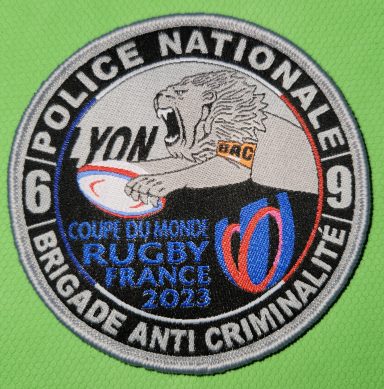 POLICE NATIONALE
LYON
BAC
6 9
COUPE DU MONDE
RUGBY
FRANCE
2023
BRIGADE ANTI CRIMINALITÉ